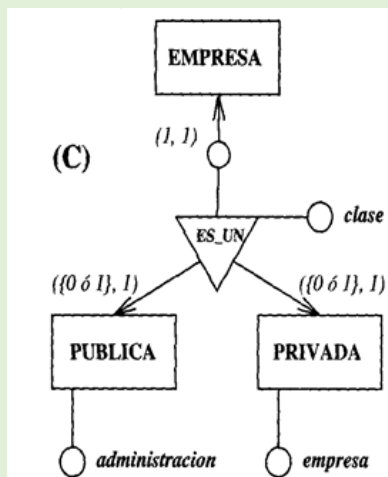 EMPRESA
(1, 1)
(C)
clase
ES_UN
({0 ó 1}, 1) ({0 ó 1}, 1)
PUBLICA PRIVADA
administracion empresa